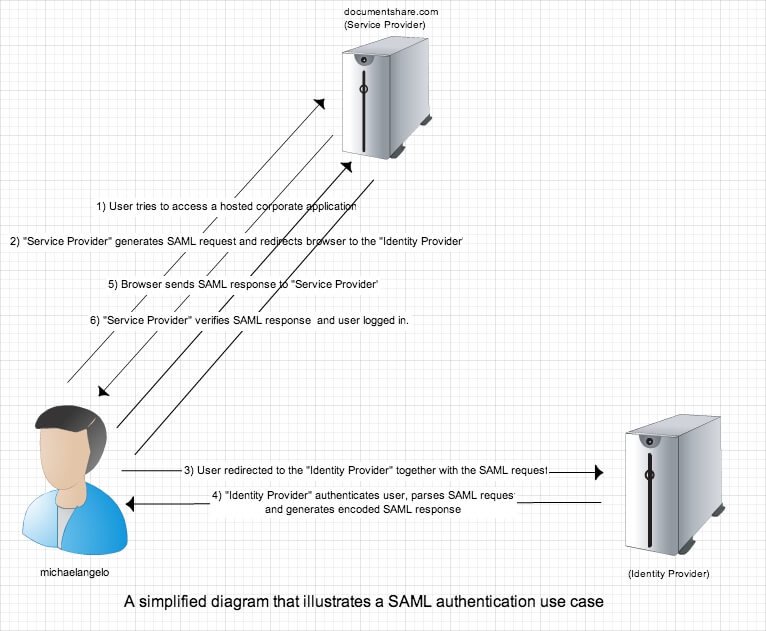 documentshare.com
(Service Provider)
1) User tries to access a hosted corporate application
2) "Service Provider" generates SAML request and redirects browser to the "Identity Provider'
5) Browser sends SAML response to "Service Provider'
6) "Service Provider" verifies SAML response and user logged in.
3) User redirected to the "Identity Provider" together with the SAML request
4) "Identity Provider" authenticates user, parses SAML reques
and generates encoded SAML response
michaelangelo
(Identity Provider)
A simplified diagram that illustrates a SAML authentication use case